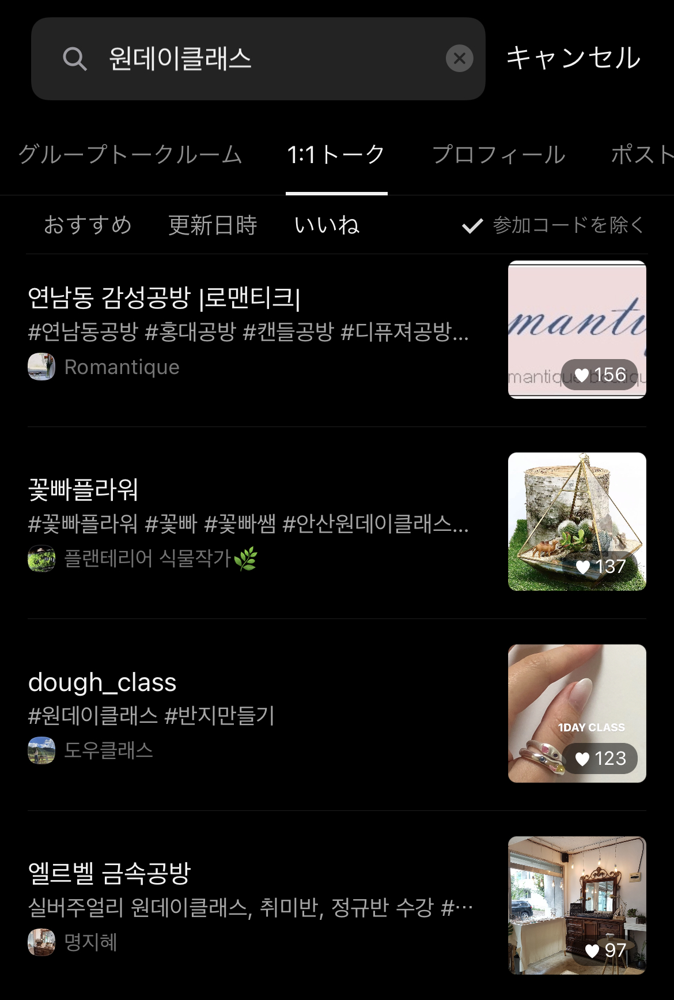 원데이클래스
キャンセル
グループトークルーム 1:1トーク プロフィール ポスト
おすすめ 更新日時 いいね 参加コードを除く
연남동 감성공방 |로맨티크|
#연남동공방 #홍대공방 #캔들공방 #디퓨져공방...
Romantique
manti
mantique boutiqu
156
꽃빠플라워
#꽃빠플라워 #꽃빠 #꽃빠쌤 #안산원데이클래스...
플랜테리어 식물작가🌿
137
dough_class
#원데이클래스 #반지만들기
도우클래스
1DAY CLASS
123
엘르벨 금속공방
실버주얼리 원데이클래스, 취미반, 정규반 수강 #…
명지혜
97